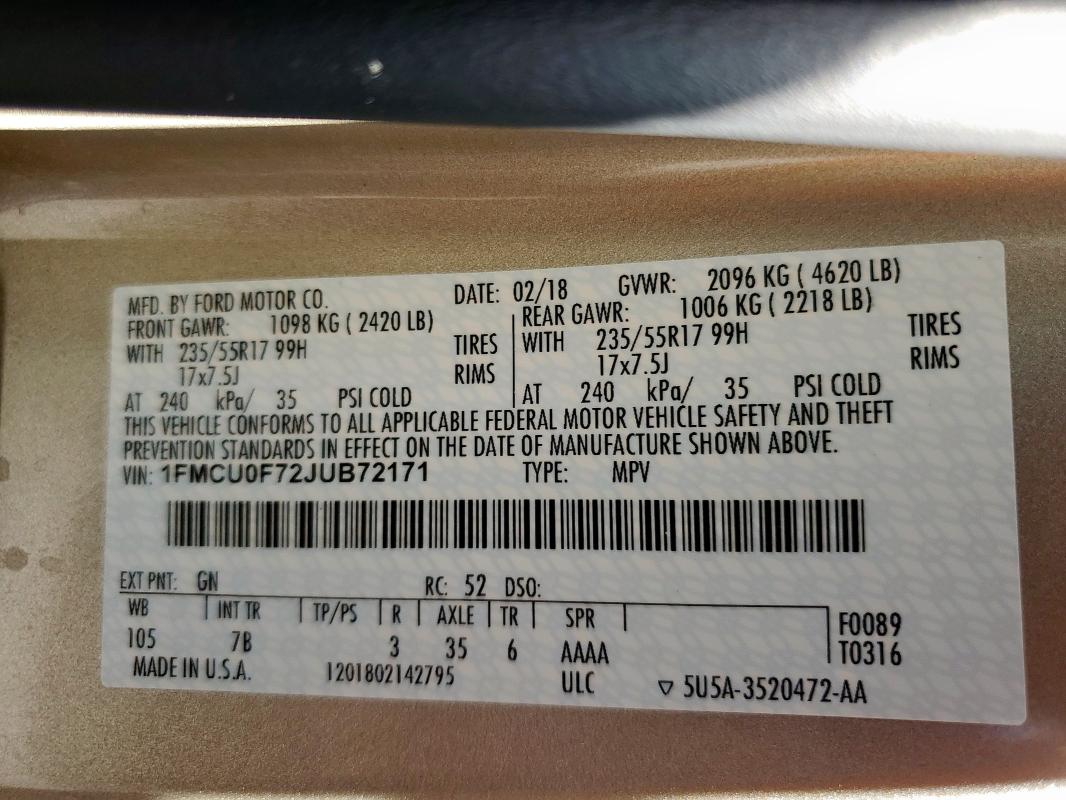 MFD. BY FORD MOTOR CO. DATE: 02/18 GVWR: 2096 KG ( 4620 LB)
FRONT GAWR: 1098 KG ( 2420 LB) REAR GAWR: 1006 KG ( 2218 LB)
WITH 235/55R17 99H TIRES WITH 235/55R17 99H TIRES
17x7.5J RIMS 17x7.5J RIMS
AT 240 kPa/ 35 PSI COLD AT 240 kPa/ 35 PSI COLD
THIS VEHICLE CONFORMS TO ALL APPLICABLE FEDERAL MOTOR VEHICLE SAFETY AND THEFT
PREVENTION STANDARDS IN EFFECT ON THE DATE OF MANUFACTURE SHOWN ABOVE.
VIN: 1FMCU0F72JUB72171 TYPE: MPV
EXT PNT: GN RC: 52 DSO:
WB INT TR TP/PS R AXLE TR SPR F0089
105 7B 3 35 6 AAAA T0316
MADE IN U.S.A. 1201802142795 ULC ▽ 5U5A-3520472-AA